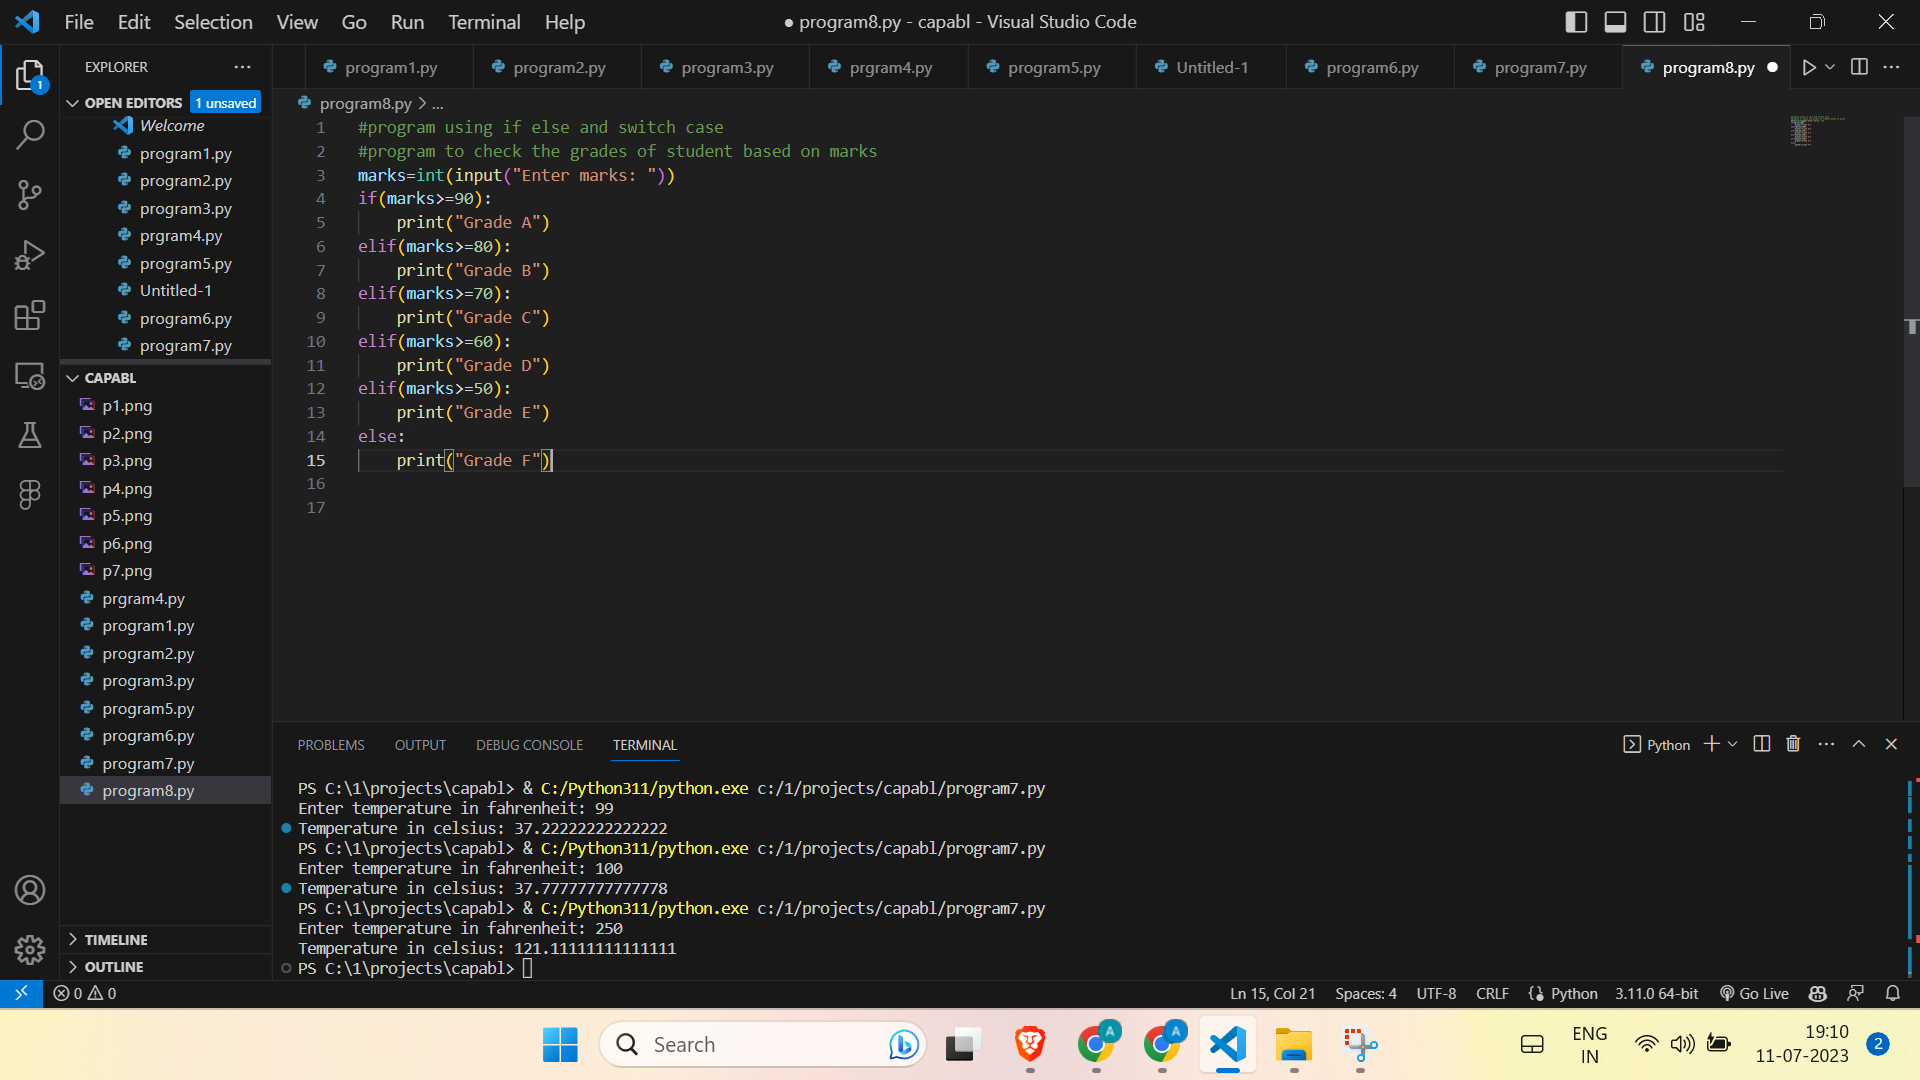 File Edit Selection View Go Run Terminal Help
● program8.py - capabl - Visual Studio Code
EXPLORER
program1.py program2.py program3.py prgram4.py program5.py Untitled-1 program6.py program7.py program8.py
1
OPEN EDITORS 1 unsaved
Welcome
program1.py
program2.py
program3.py
prgram4.py
program5.py
Untitled-1
program6.py
program7.py
CAPABL
p1.png
p2.png
p3.png
p4.png
p5.png
p6.png
p7.png
prgram4.py
program1.py
program2.py
program3.py
program5.py
program6.py
program7.py
program8.py
TIMELINE
OUTLINE
program8.py > ...
1 #program using if else and switch case
2 #program to check the grades of student based on marks
3 marks=int(input("Enter marks: "))
4 if(marks>=90):
5     print("Grade A")
6 elif(marks>=80):
7     print("Grade B")
8 elif(marks>=70):
9     print("Grade C")
10 elif(marks>=60):
11     print("Grade D")
12 elif(marks>=50):
13     print("Grade E")
14 else:
15     print("Grade F")
16
17
PROBLEMS OUTPUT DEBUG CONSOLE TERMINAL
Python
PS C:\1\projects\capabl> & C:/Python311/python.exe c:/1/projects/capabl/program7.py
Enter temperature in fahrenheit: 99
Temperature in celsius: 37.22222222222222
PS C:\1\projects\capabl> & C:/Python311/python.exe c:/1/projects/capabl/program7.py
Enter temperature in fahrenheit: 100
Temperature in celsius: 37.77777777777778
PS C:\1\projects\capabl> & C:/Python311/python.exe c:/1/projects/capabl/program7.py
Enter temperature in fahrenheit: 250
Temperature in celsius: 121.11111111111111
PS C:\1\projects\capabl>
0 0
Ln 15, Col 21 Spaces: 4 UTF-8 CRLF Python 3.11.0 64-bit Go Live
Search
A
A
ENG
IN
19:10
11-07-2023
2